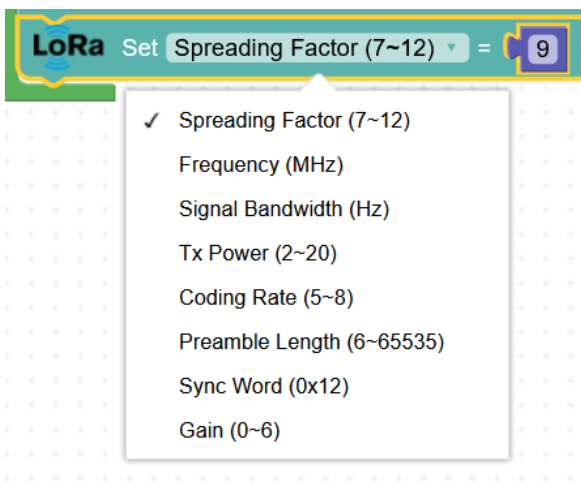 LoRa Set Spreading Factor (7~12) = 9
✓ Spreading Factor (7~12)
Frequency (MHz)
Signal Bandwidth (Hz)
Tx Power (2~20)
Coding Rate (5~8)
Preamble Length (6~65535)
Sync Word (0x12)
Gain (0~6)